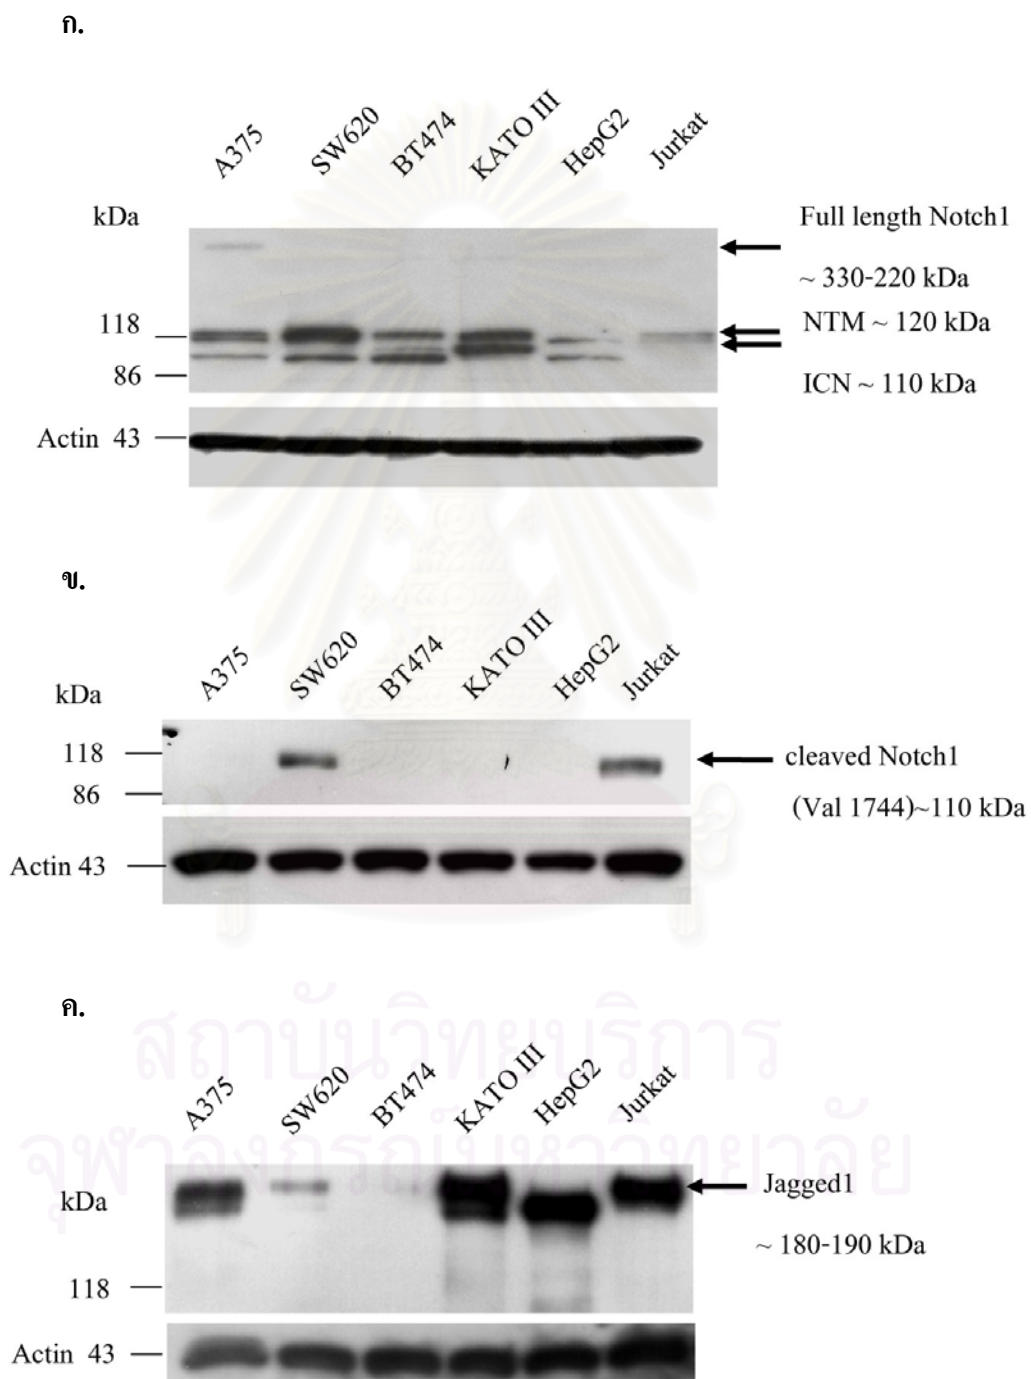 ก.
A375 SW620 BT474 KATO III HepG2 Jurkat
kDa
Full length Notch1
~ 330-220 kDa
118
NTM ~ 120 kDa
86
ICN ~ 110 kDa
Actin 43
ข.
A375 SW620 BT474 KATO III HepG2 Jurkat
kDa
118
cleaved Notch1
86
(Val 1744)~110 kDa
Actin 43
ค.
สถาบันวิทยบริการ
A375 SW620 BT474 KATO III HepG2 Jurkat
จุฬาลงกรณ์มหาวิทยาลัย
Jagged1
kDa
~ 180-190 kDa
118
Actin 43